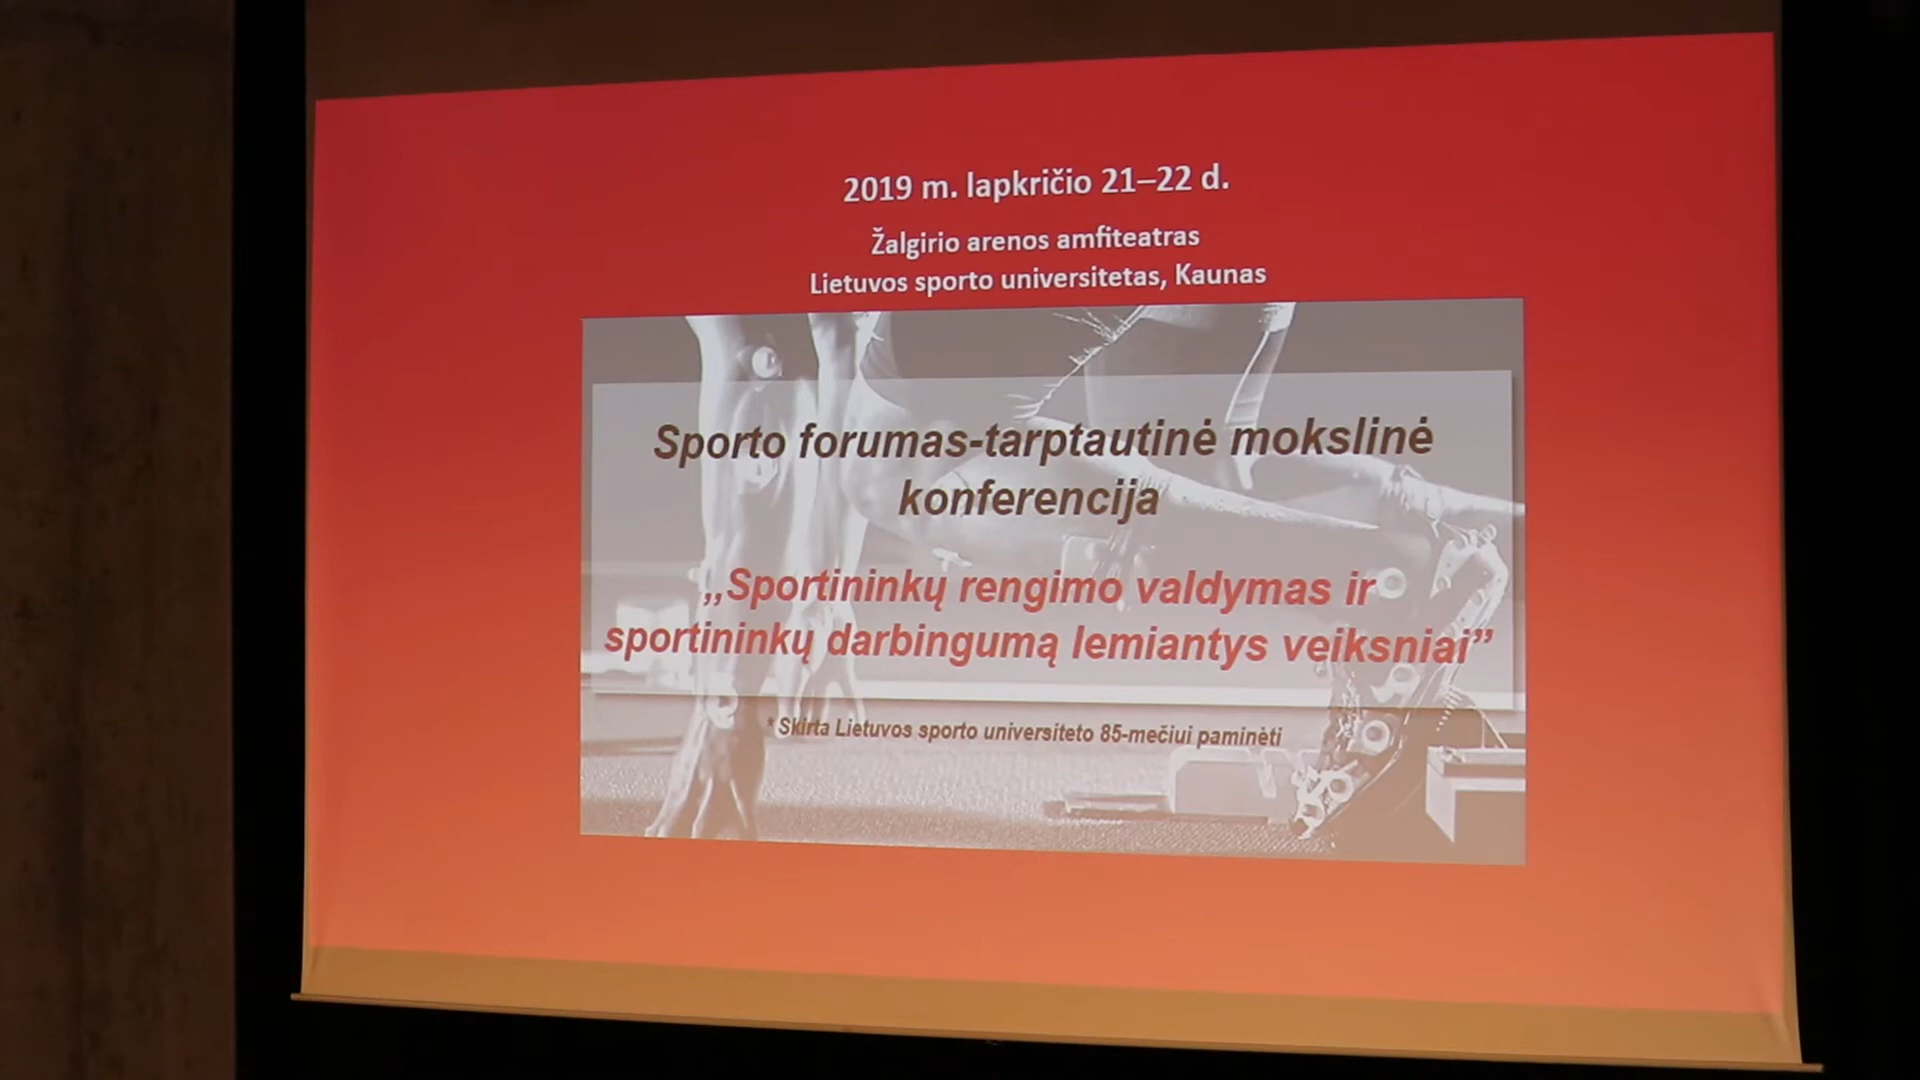 2019 m. lapkričio 21–22 d.
Žalgirio arenos amfiteatras
Lietuvos sporto universitetas, Kaunas
Sporto forumas-tarptautinė mokslinė
konferencija
„Sportininkų rengimo valdymas ir
sportininkų darbingumą lemiantys veiksniai”
* Skirta Lietuvos sporto universiteto 85-mečiui paminėti